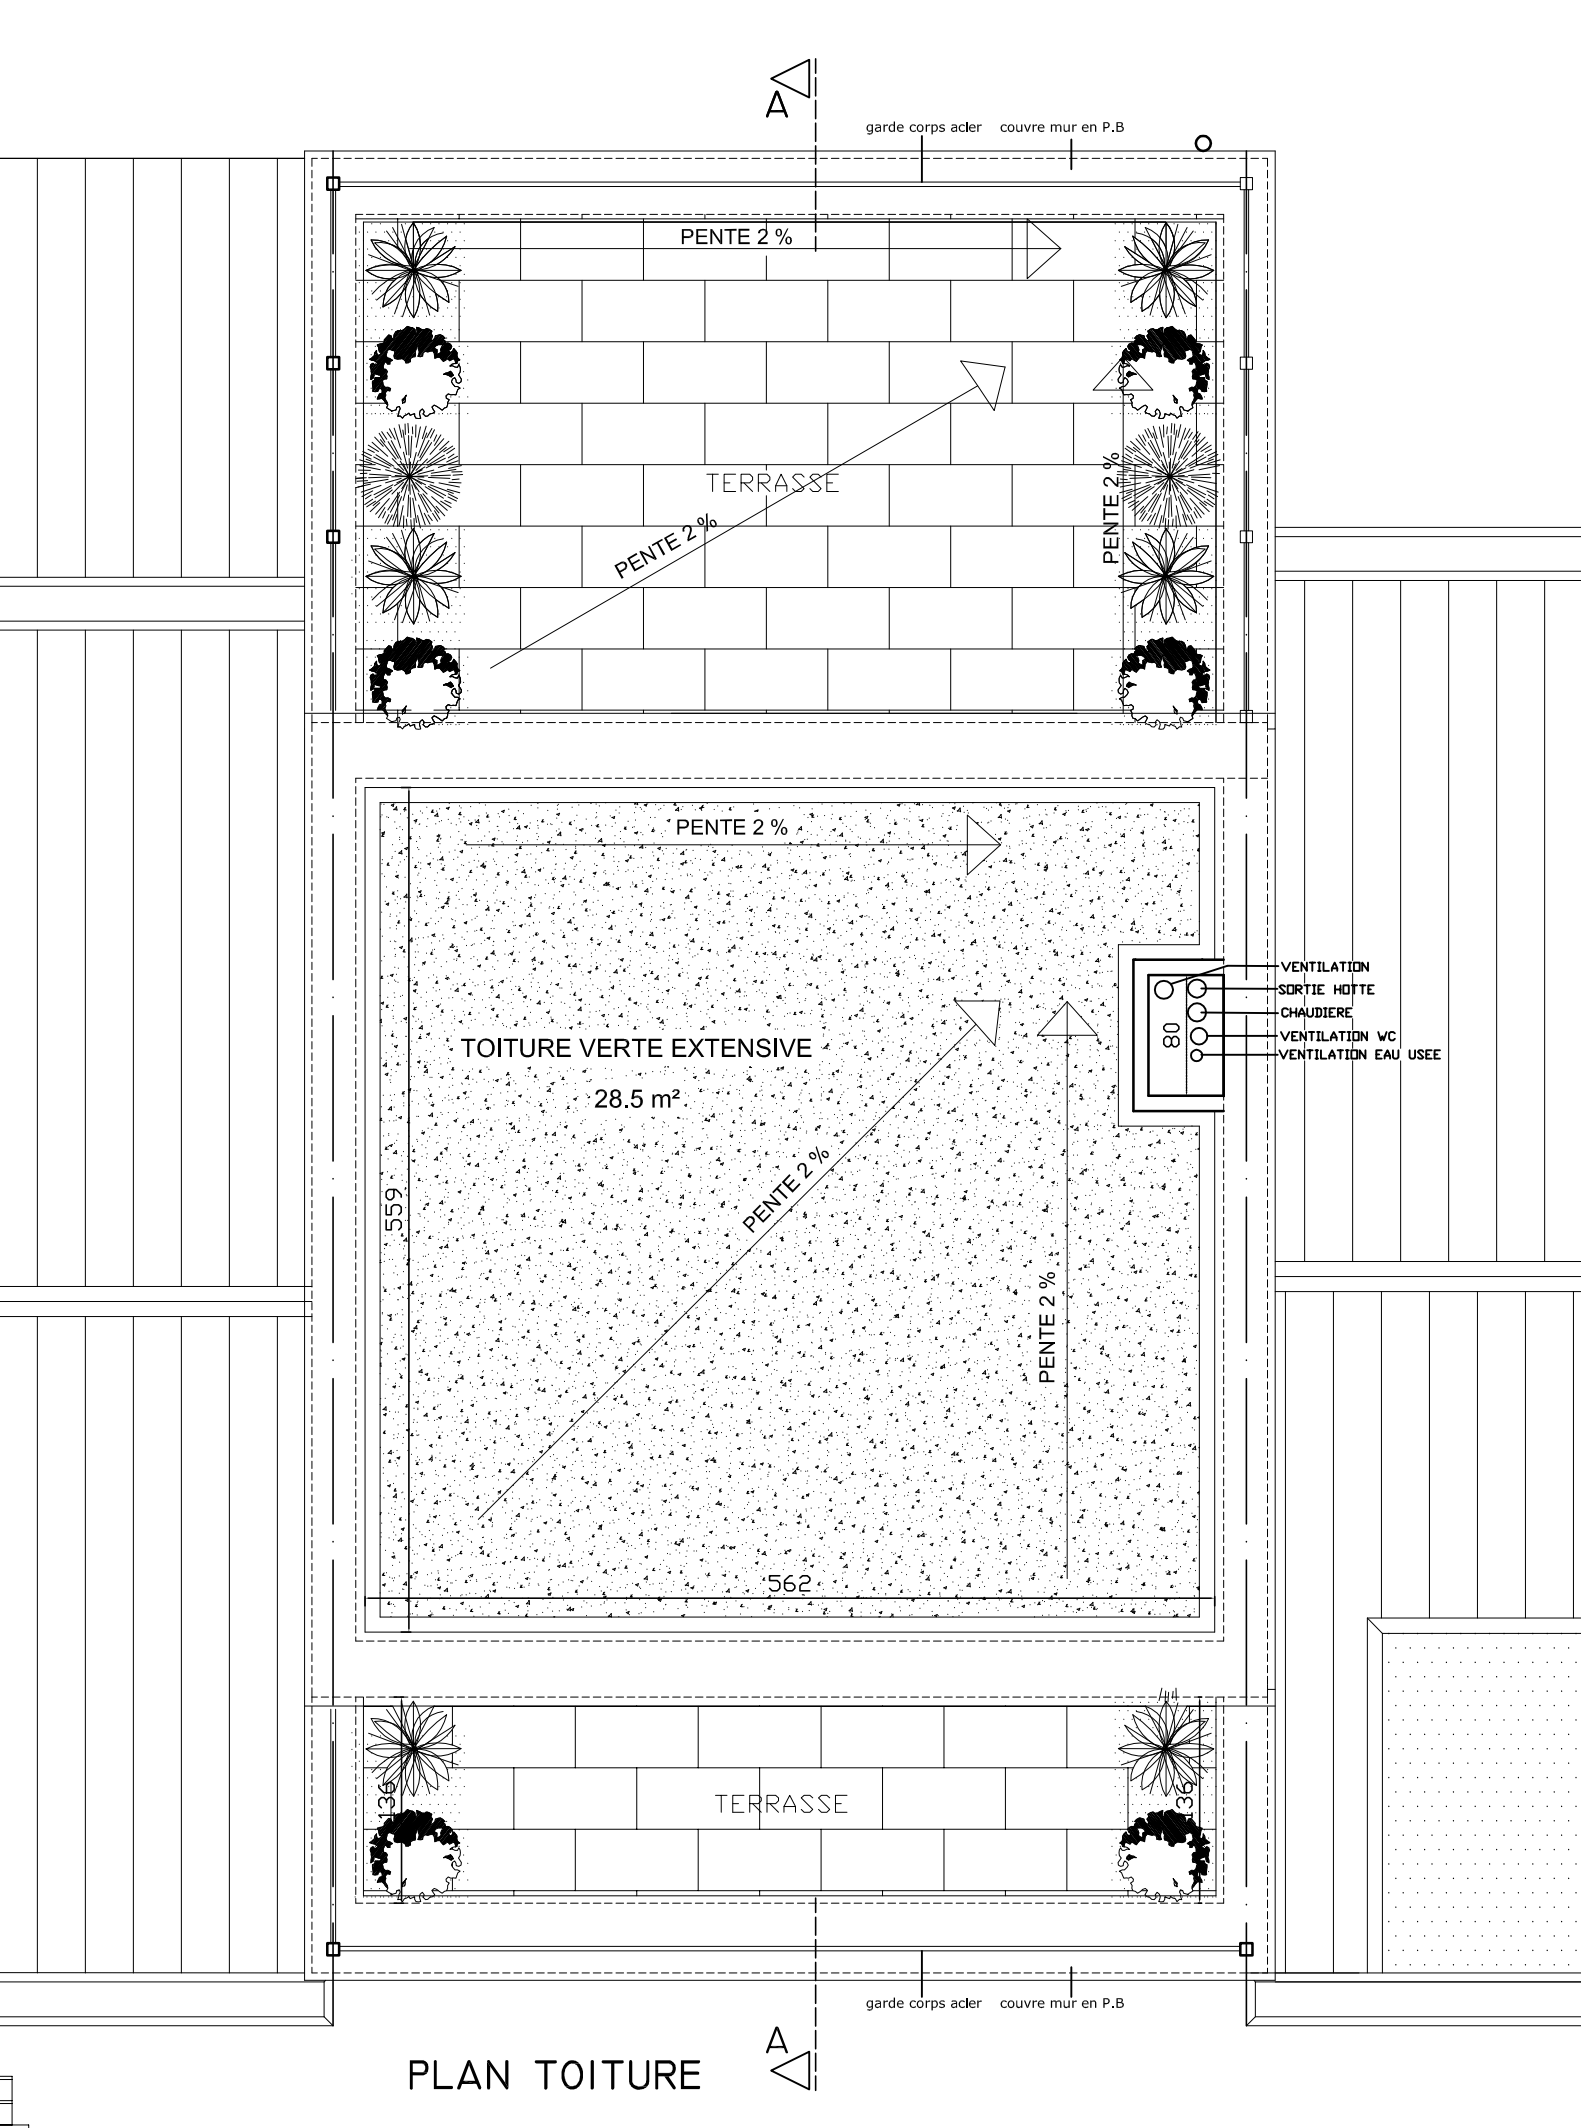 A
garde corps acier couvre mur en P.B
PENTE 2 %
TERRASSE
PENTE 2 %
PENTE 2 %
PENTE 2 %
VENTILATION
SORTIE HOTTE
CHAUDIERE
VENTILATION WC
VENTILATION EAU USEE
80
TOITURE VERTE EXTENSIVE
28.5 m²
PENTE 2 %
559
PENTE 2 %
562
136
TERRASSE
136
garde corps acier couvre mur en P.B
A
PLAN TOITURE